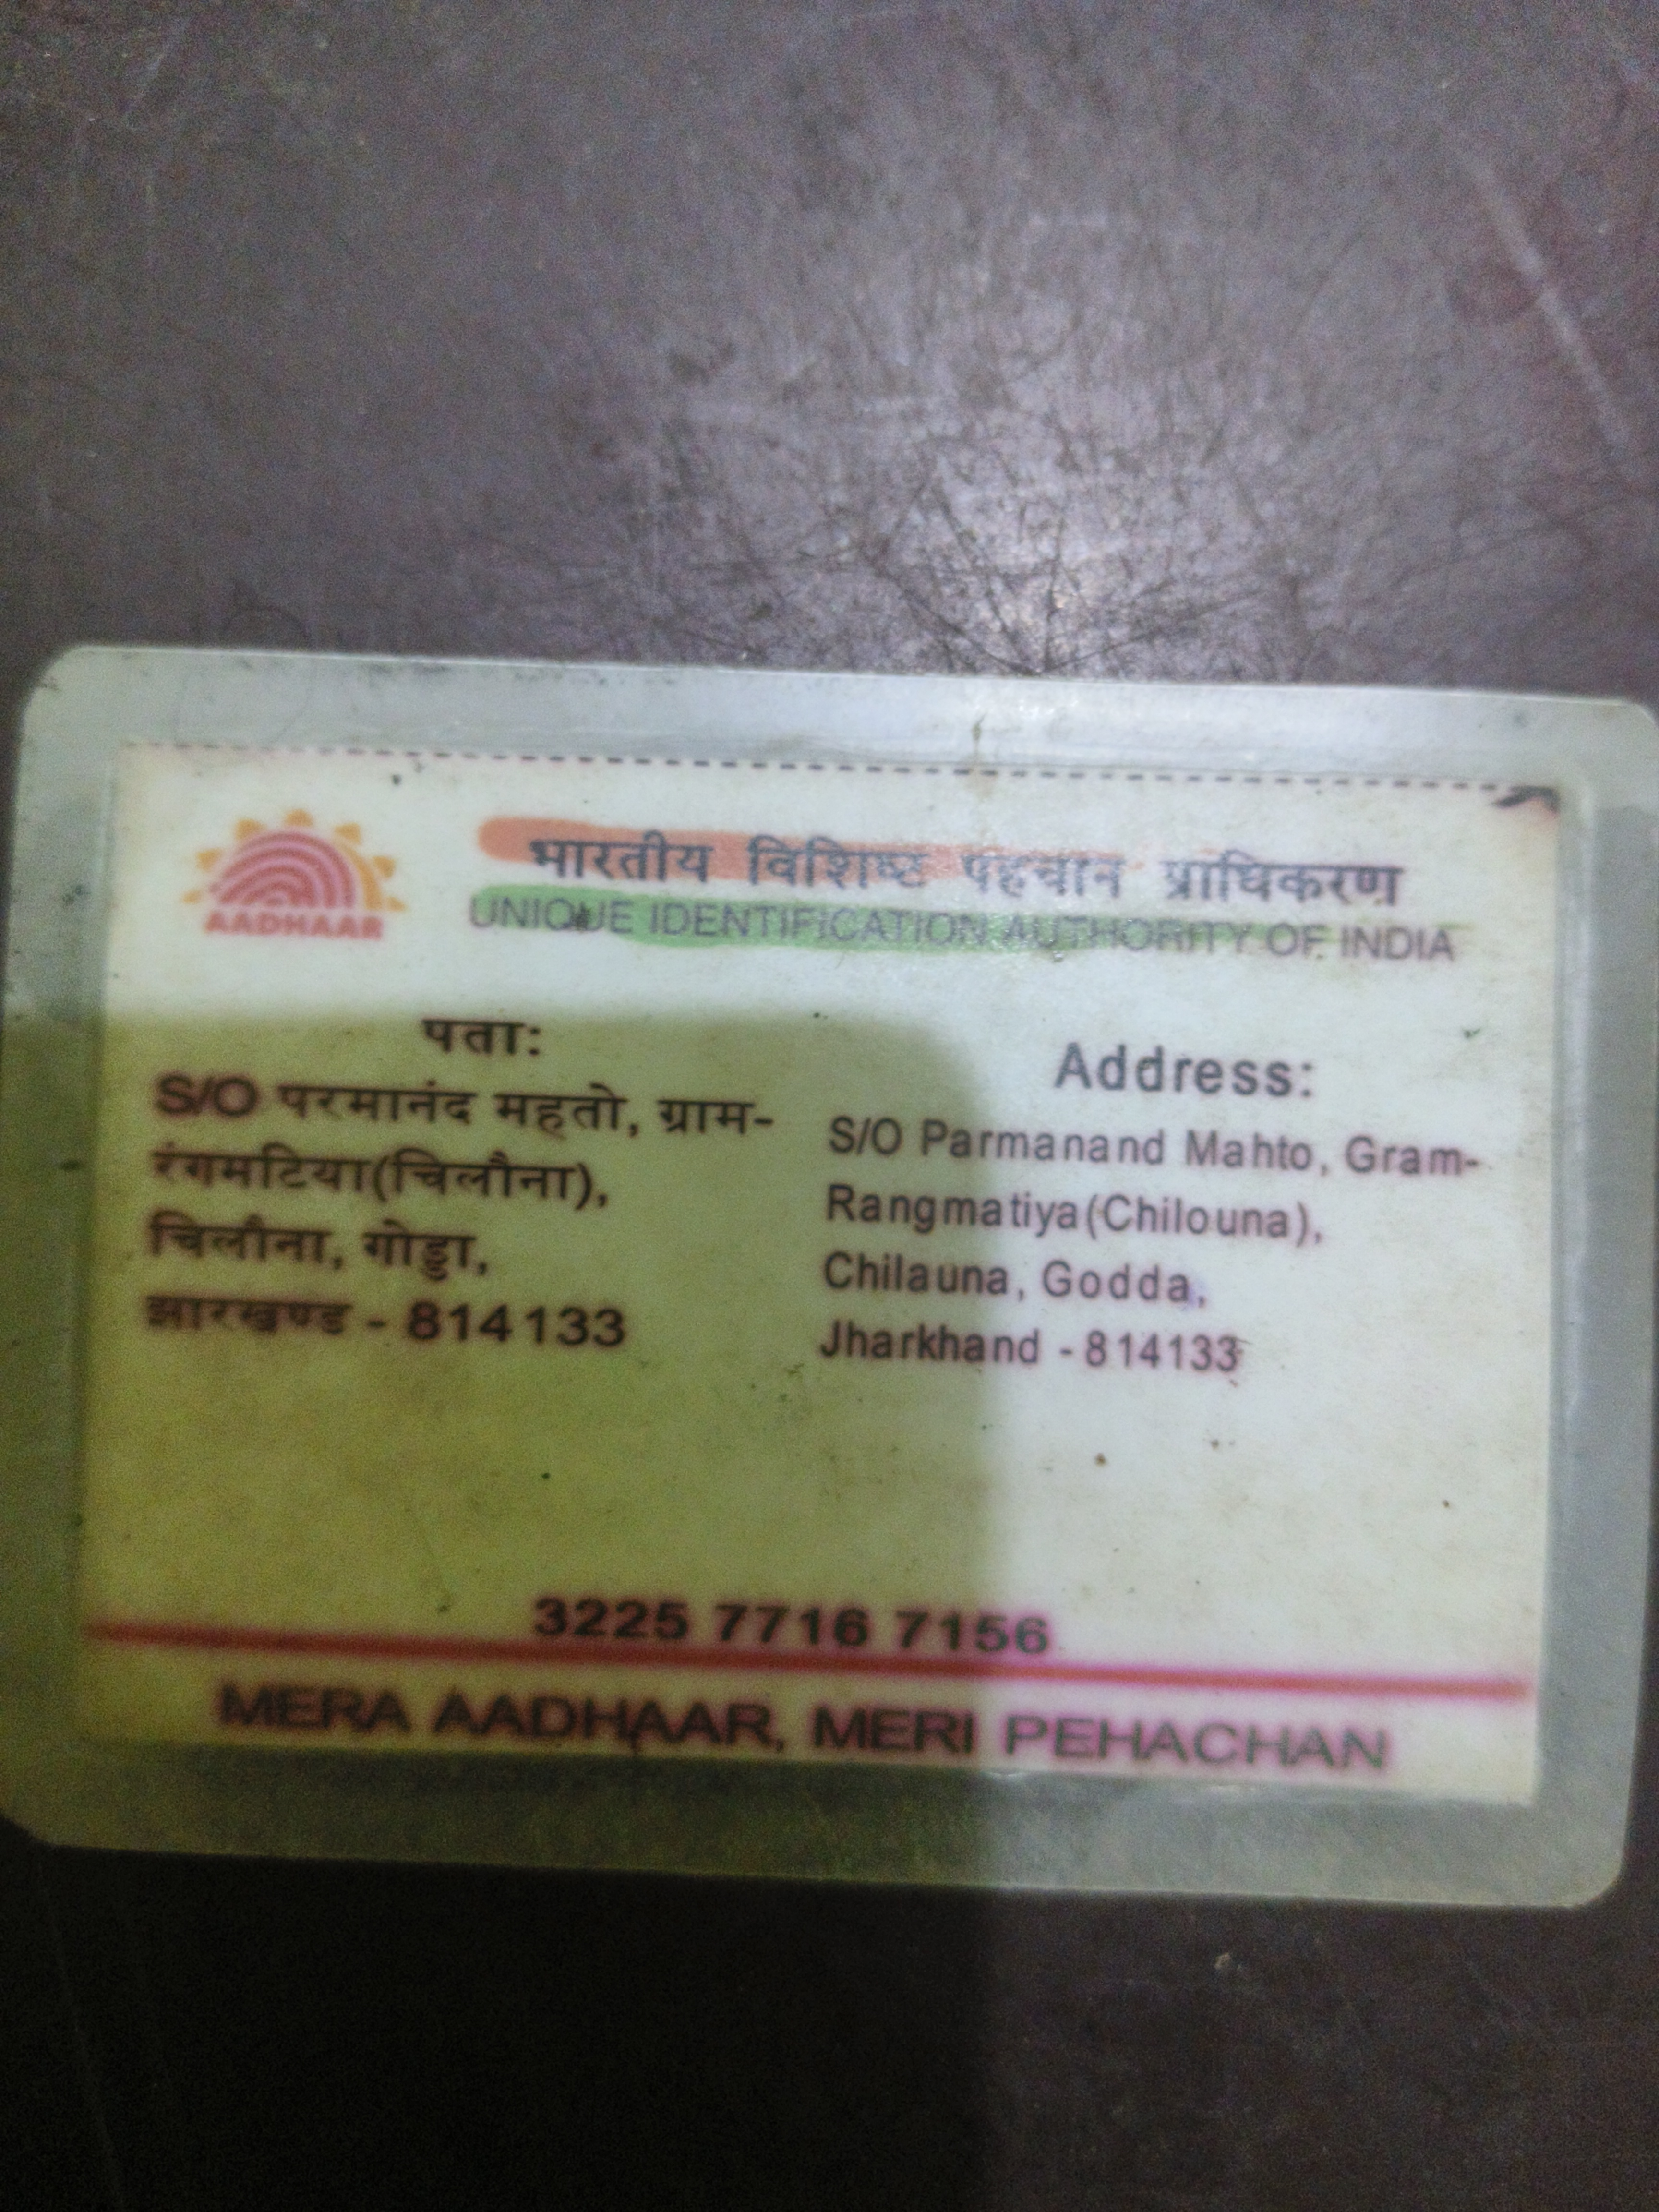 AADHAAR
भारतीय विशिष्ट पहचान प्राधिकरण
UNIQUE IDENTIFICATION AUTHORITY OF INDIA
पता:
S/O परमानंद महतो, ग्राम-
रंगमटिया(चिलौना),
चिलौना, गोड्डा,
झारखण्ड - 814133
Address:
S/O Parmanand Mahto, Gram-
Rangmatiya(Chilouna),
Chilauna, Godda,
Jharkhand - 814133
3225 7716 7156
MERA AADHAAR, MERI PEHACHAN